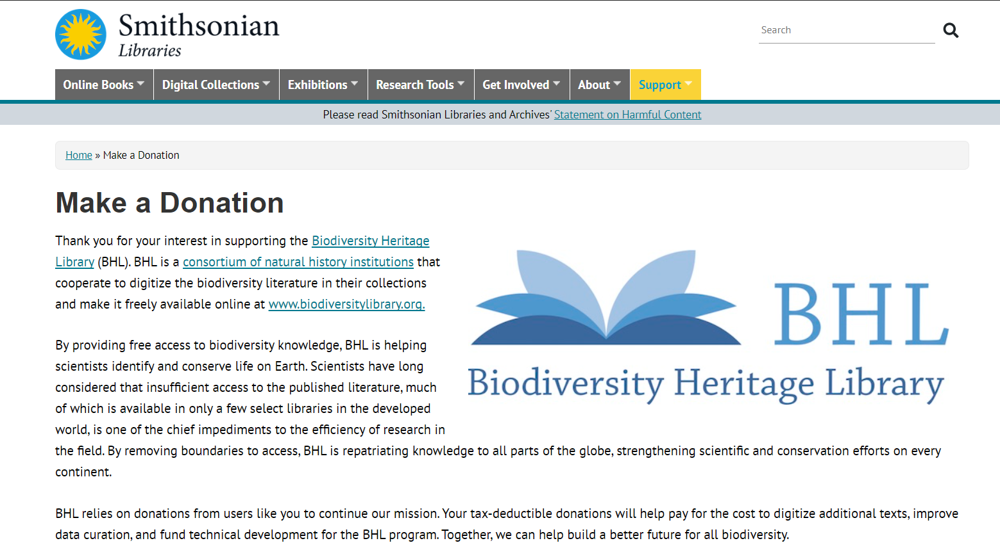 Smithsonian
Libraries
Search
Online Books
Digital Collections
Exhibitions
Research Tools
Get Involved
About
Support
Please read Smithsonian Libraries and Archives' Statement on Harmful Content
Home » Make a Donation
Make a Donation
Thank you for your interest in supporting the Biodiversity Heritage
Library (BHL). BHL is a consortium of natural history institutions that
cooperate to digitize the biodiversity literature in their collections
and make it freely available online at www.biodiversitylibrary.org.
BHL
Biodiversity Heritage Library
By providing free access to biodiversity knowledge, BHL is helping
scientists identify and conserve life on Earth. Scientists have long
considered that insufficient access to the published literature, much
of which is available in only a few select libraries in the developed
world, is one of the chief impediments to the efficiency of research in
the field. By removing boundaries to access, BHL is repatriating knowledge to all parts of the globe, strengthening scientific and conservation efforts on every
continent.
BHL relies on donations from users like you to continue our mission. Your tax-deductible donations will help pay for the cost to digitize additional texts, improve
data curation, and fund technical development for the BHL program. Together, we can help build a better future for all biodiversity.